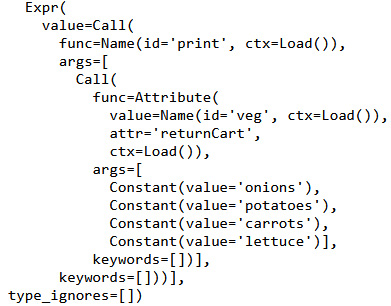 Expr(
value=Call(
func=Name(id='print', ctx=Load()),
args=[
Call(
func=Attribute(
value=Name(id='veg', ctx=Load()),
attr='returnCart',
ctx=Load()),
args=[
Constant(value='onions'),
Constant(value='potatoes'),
Constant(value='carrots'),
Constant(value='lettuce')],
keywords=[])],
keywords=[]))],
type_ignores=[])